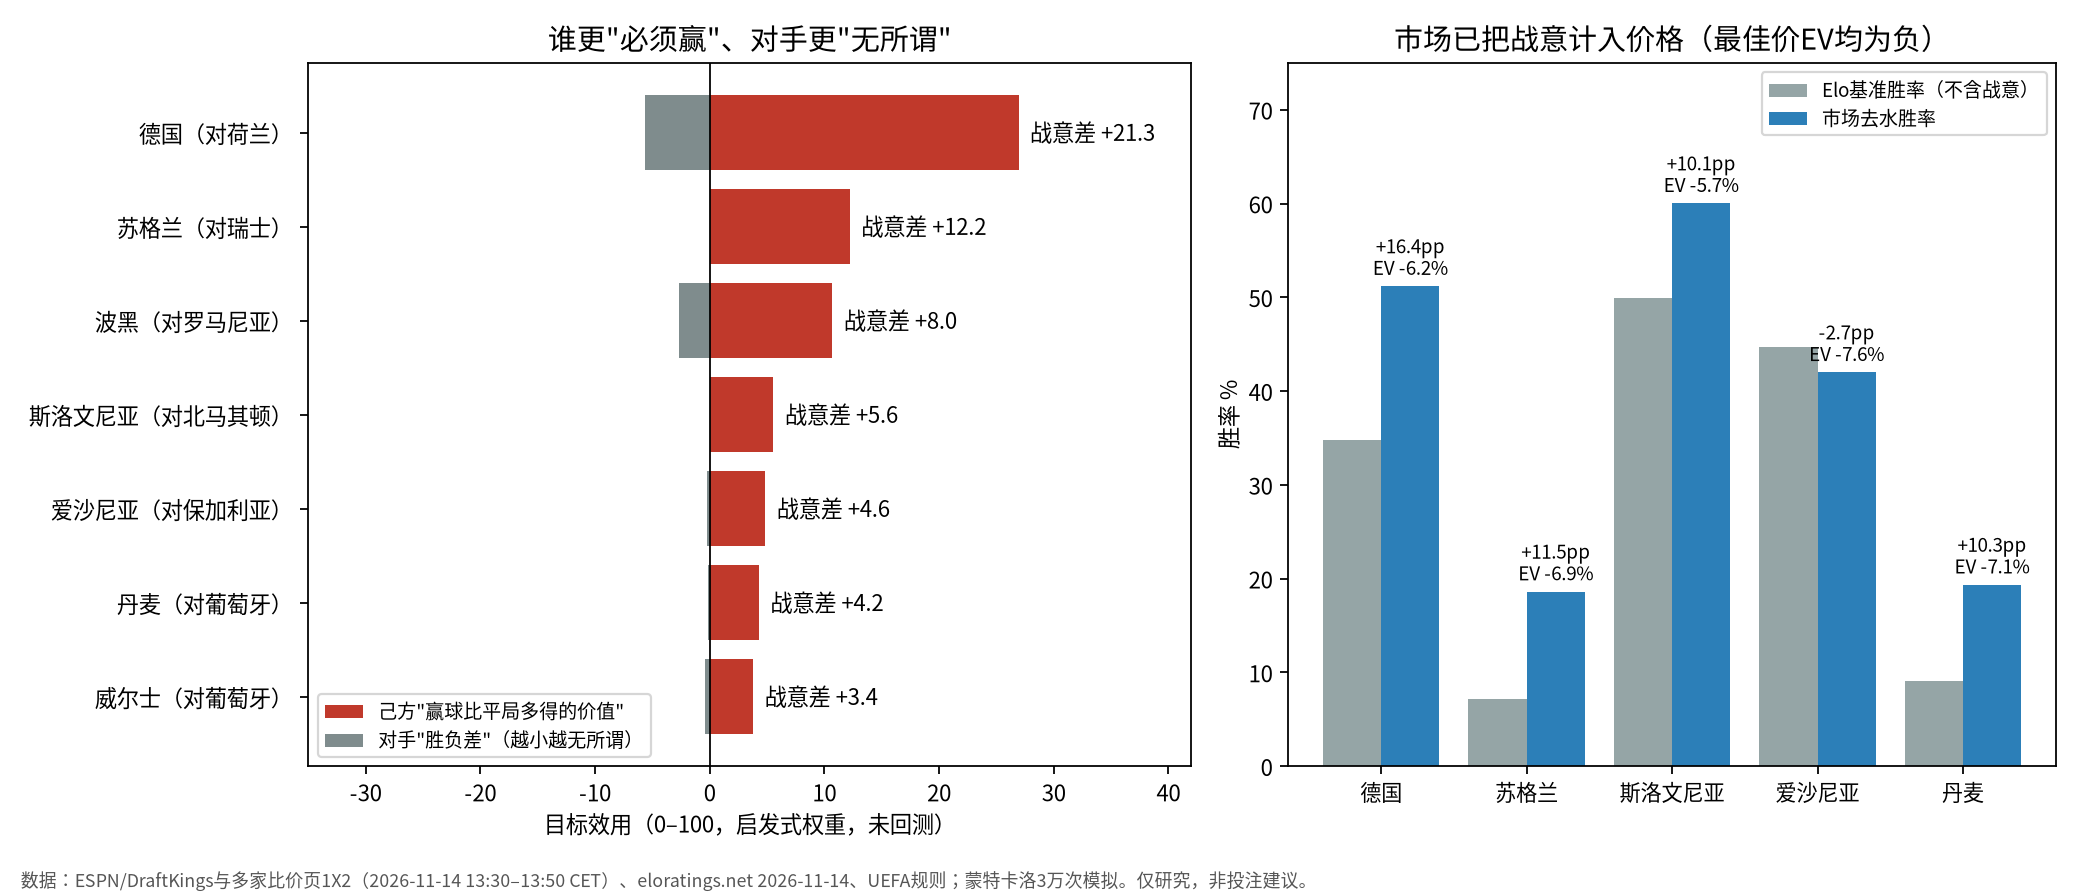 谁更"必须赢"、对手更"无所谓"
德国（对荷兰）
战意差 +21.3
苏格兰（对瑞士）
战意差 +12.2
波黑（对罗马尼亚）
战意差 +8.0
斯洛文尼亚（对北马其顿）
战意差 +5.6
爱沙尼亚（对保加利亚）
战意差 +4.6
丹麦（对葡萄牙）
战意差 +4.2
威尔士（对葡萄牙）
战意差 +3.4
己方"赢球比平局多得的价值"
对手"胜负差"（越小越无所谓）
-30 -20 -10 0 10 20 30 40
目标效用（0–100，启发式权重，未回测）
市场已把战意计入价格（最佳价EV均为负）
Elo基准胜率（不含战意）
市场去水胜率
胜率 %
70
60
50
40
30
20
10
0
+16.4pp
EV -6.2%
+11.5pp
EV -6.9%
+10.1pp
EV -5.7%
-2.7pp
EV -7.6%
+10.3pp
EV -7.1%
德国 苏格兰 斯洛文尼亚 爱沙尼亚 丹麦
数据：ESPN/DraftKings与多家比价页1X2（2026-11-14 13:30–13:50 CET）、eloratings.net 2026-11-14、UEFA规则；蒙特卡洛3万次模拟。仅研究，非投注建议。